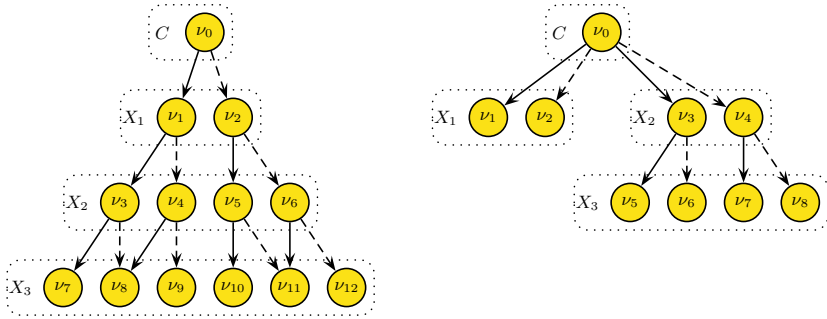 C ν₀
X₁ ν₁ ν₂
X₂ ν₃ ν₄ ν₅ ν₆
X₃ ν₇ ν₈ ν₉ ν₁₀ ν₁₁ ν₁₂
C ν₀
X₁ ν₁ ν₂ X₂ ν₃ ν₄
X₃ ν₅ ν₆ ν₇ ν₈